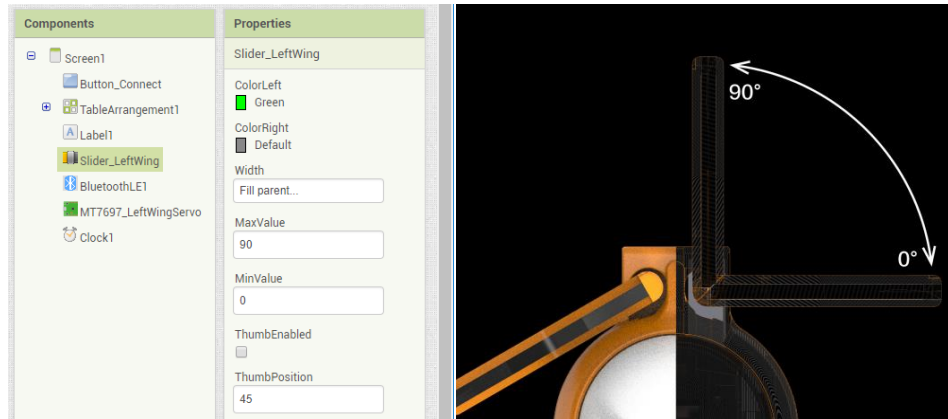 Components
Screen1
Button_Connect
TableArrangement1
A Label1
Slider_LeftWing
BluetoothLE1
MT7697_LeftWingServo
Clock1
Properties
Slider_LeftWing
ColorLeft
Green
ColorRight
Default
Width
Fill parent...
MaxValue
90
MinValue
0
ThumbEnabled
ThumbPosition
45
90°
0°